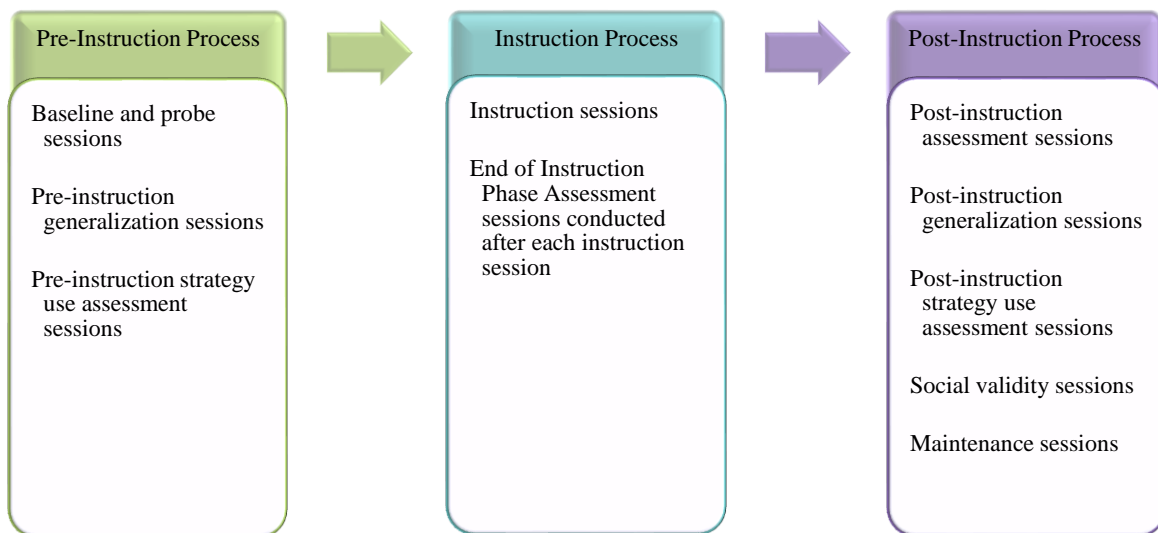 Pre-Instruction Process
Baseline and probe
sessions
Pre-instruction
generalization sessions
Pre-instruction strategy
use assessment
sessions
Instruction Process
Instruction sessions
End of Instruction
Phase Assessment
sessions conducted
after each instruction
session
Post-Instruction Process
Post-instruction
assessment sessions
Post-instruction
generalization sessions
Post-instruction
strategy use
assessment sessions
Social validity sessions
Maintenance sessions